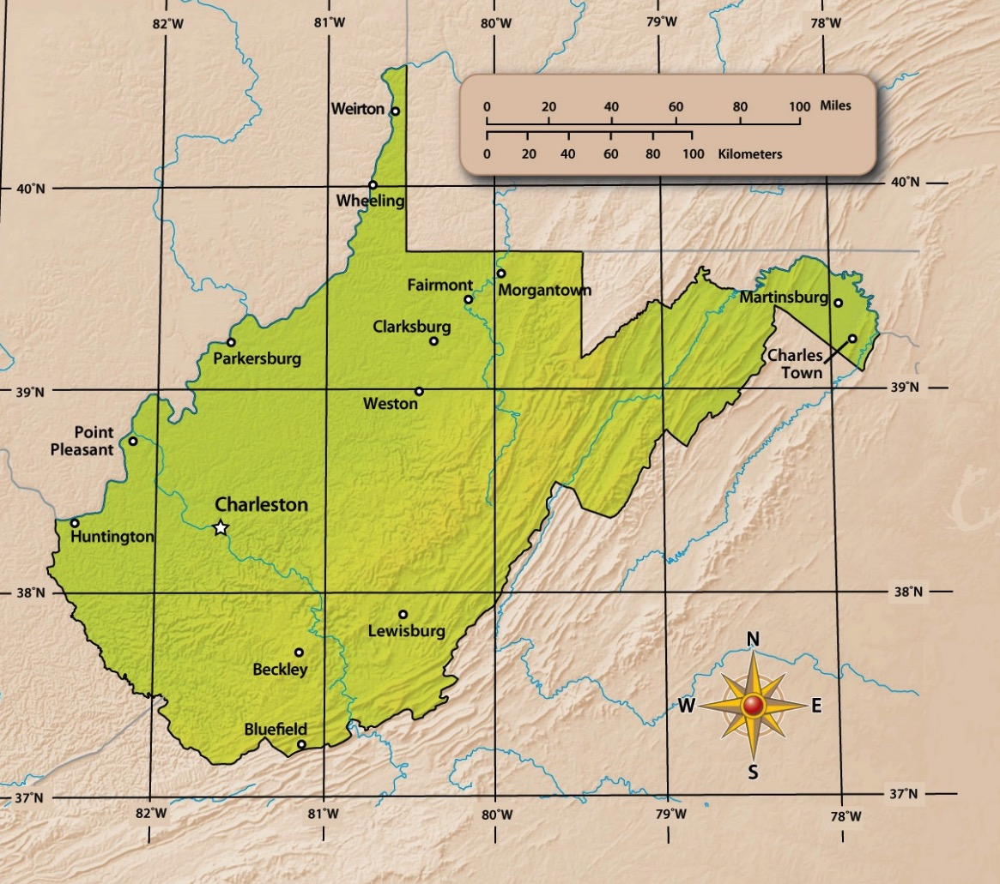 82°W 81°W 80°W 79°W 78°W
0 20 40 60 80 100 Miles
0 20 40 60 80 100 Kilometers
Weirton
40°N 40°N
Wheeling
Fairmont
Morgantown
Martinsburg
Clarksburg
Parkersburg
Charles
Town
39°N 39°N
Weston
Point
Pleasant
Charleston
Huntington
38°N 38°N
Lewisburg
N
Beckley
W E
Bluefield
S
37°N 37°N
82°W 81°W 80°W 79°W 78°W